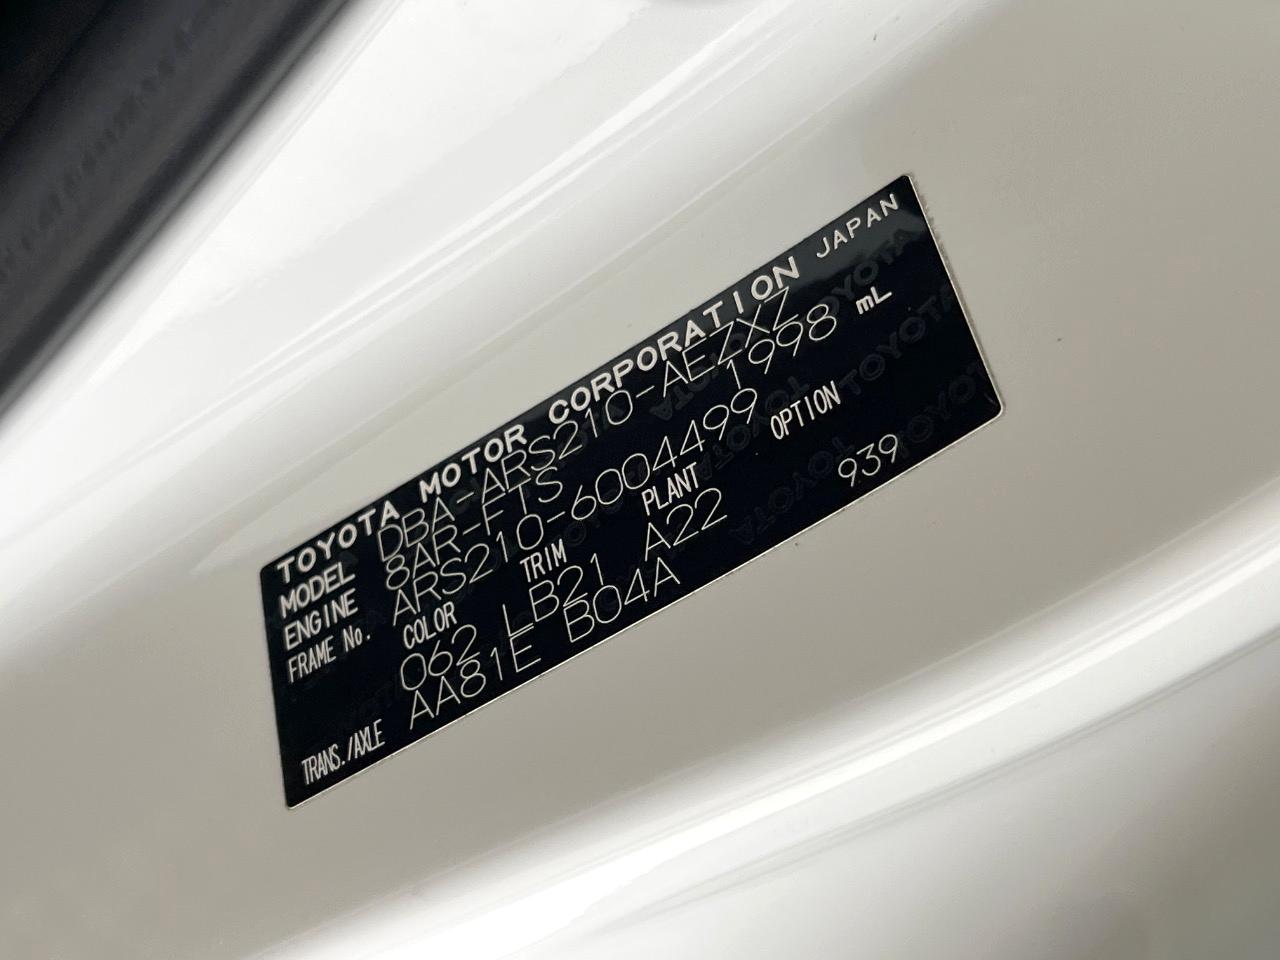 TOYOTA MOTOR CORPORATION JAPAN
MODEL DBA-ARS210-AEZXZ
ENGINE 8AR-FTS 1998 mL
FRAME No. ARS210-6004499
COLOR TRIM PLANT OPTION
062 LB21 A22 939
TRANS./AXLE AA81E B04A